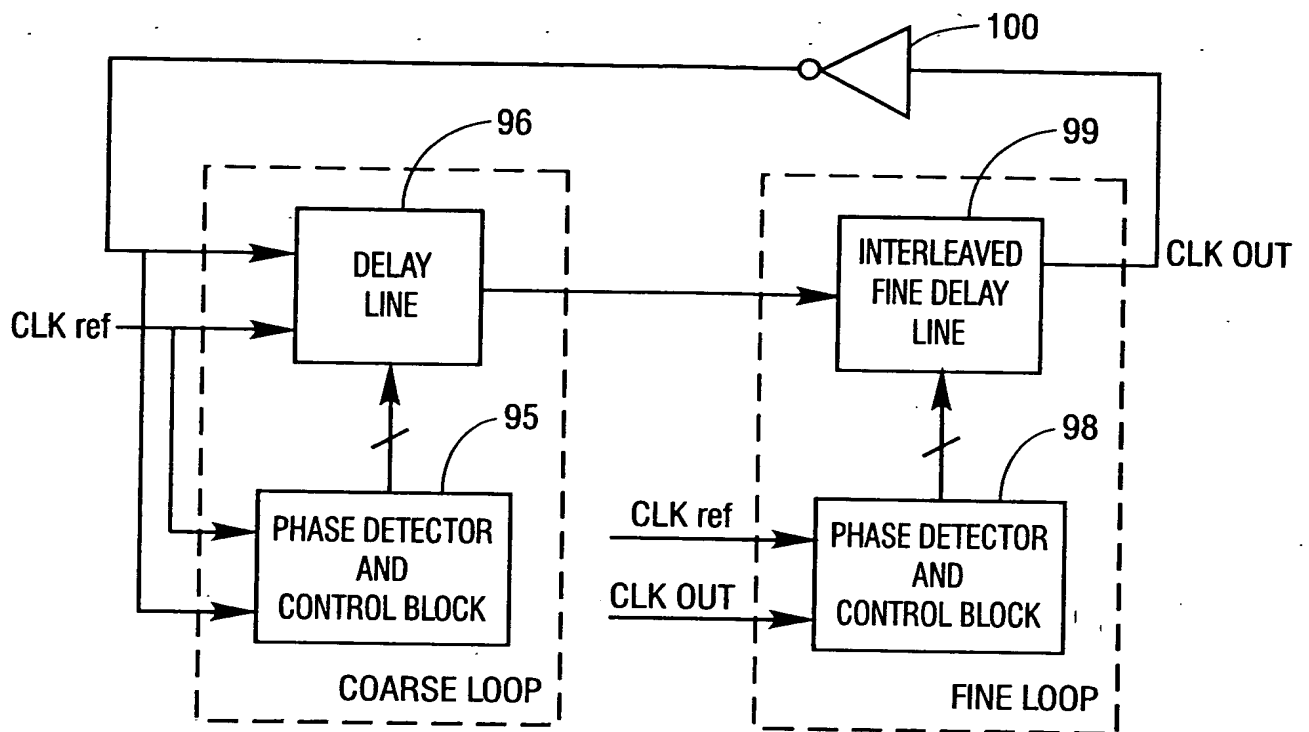 100
96
99
DELAY
LINE
INTERLEAVED
FINE DELAY
LINE
CLK OUT
CLK ref
95
98
PHASE DETECTOR
AND
CONTROL BLOCK
CLK ref
CLK OUT
PHASE DETECTOR
AND
CONTROL BLOCK
COARSE LOOP
FINE LOOP